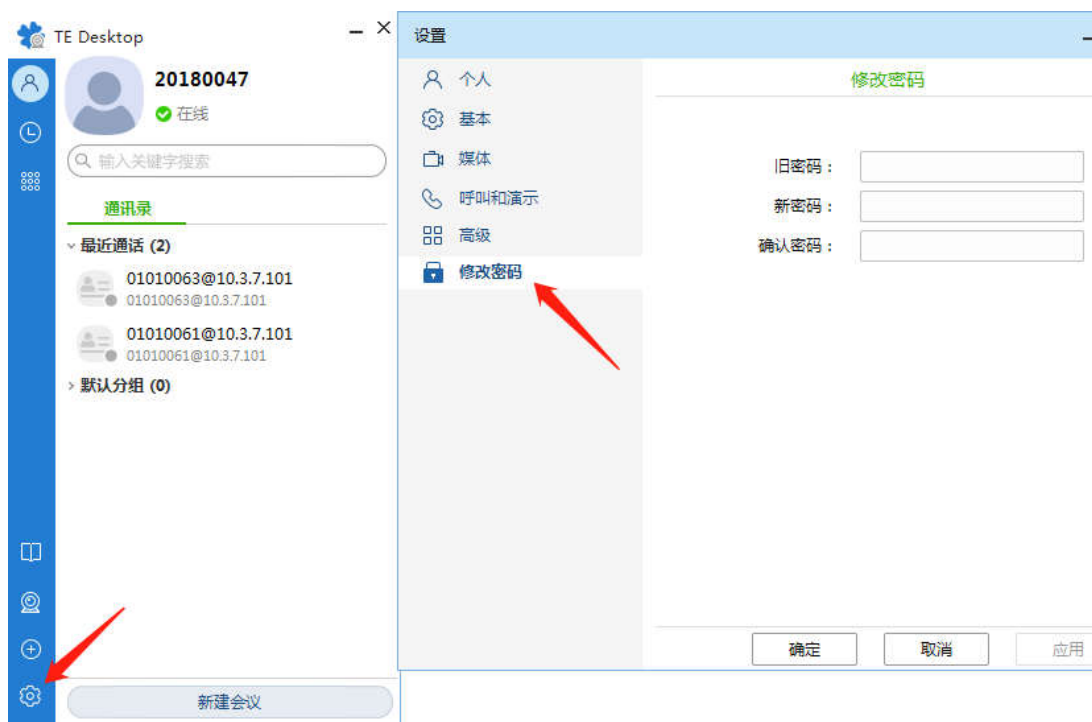 TE Desktop
20180047
在线
输入关键字搜索
通讯录
最近通话 (2)
01010063@10.3.7.101
01010063@10.3.7.101
01010061@10.3.7.101
01010061@10.3.7.101
默认分组 (0)
新建会议
设置
个人
基本
媒体
呼叫和演示
高级
修改密码
修改密码
旧密码：
新密码：
确认密码：
确定
取消
应用